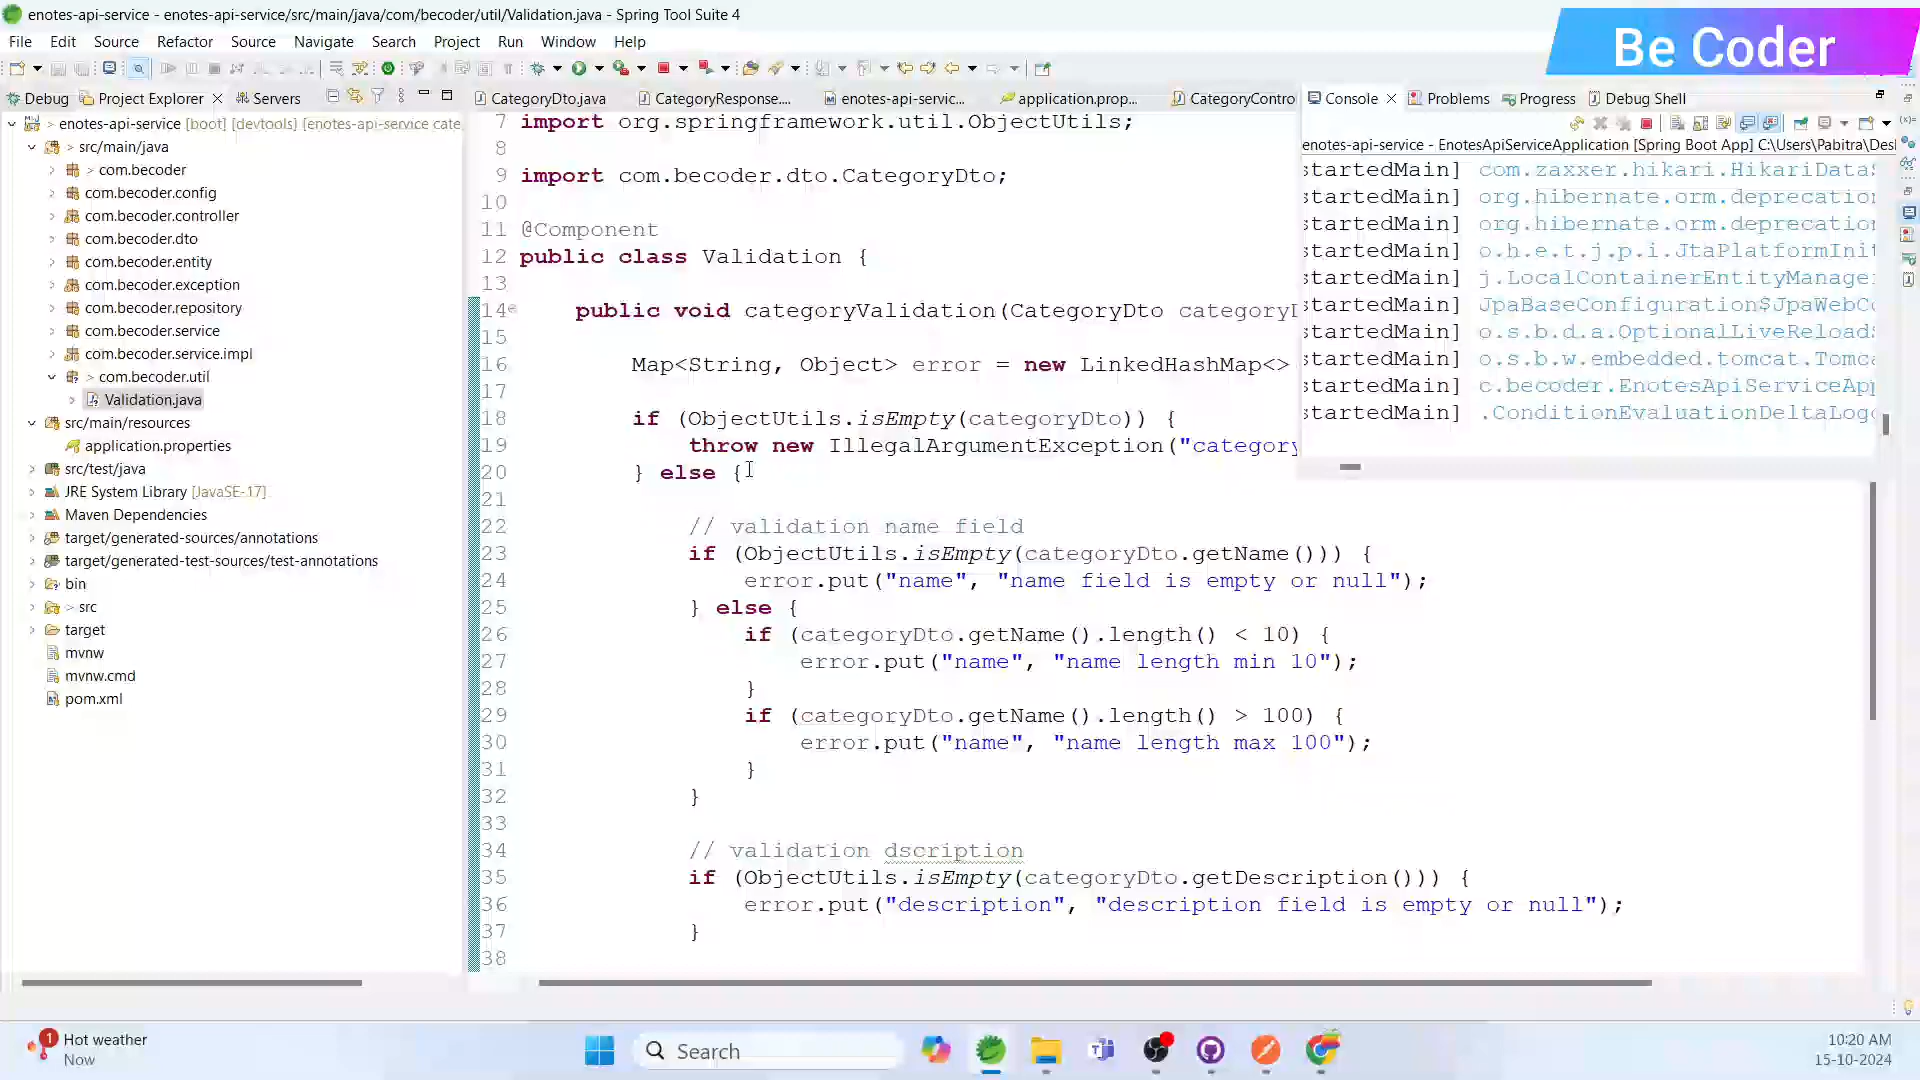 enotes-api-service - enotes-api-service/src/main/java/com/becoder/util/Validation.java - Spring Tool Suite 4
File Edit Source Refactor Source Navigate Search Project Run Window Help
Be Coder
Debug Project Explorer Servers
CategoryDto.java CategoryResponse.... enotes-api-servic... application.prop... CategoryContro
Console Problems Progress Debug Shell
> enotes-api-service [boot] [devtools] [enotes-api-service cate
src/main/java
> com.becoder
com.becoder.config
com.becoder.controller
com.becoder.dto
com.becoder.entity
com.becoder.exception
com.becoder.repository
com.becoder.service
com.becoder.service.impl
> com.becoder.util
Validation.java
src/main/resources
application.properties
src/test/java
JRE System Library [JavaSE-17]
Maven Dependencies
target/generated-sources/annotations
target/generated-test-sources/test-annotations
bin
> src
target
mvnw
mvnw.cmd
pom.xml
7 import org.springframework.util.ObjectUtils;
8
9 import com.becoder.dto.CategoryDto;
10
11 @Component
12 public class Validation {
13
14 public void categoryValidation(CategoryDto categoryD
15
16 Map<String, Object> error = new LinkedHashMap<>
17
18 if (ObjectUtils.isEmpty(categoryDto)) {
19 throw new IllegalArgumentException("category
20 } else {
21
22 // validation name field
23 if (ObjectUtils.isEmpty(categoryDto.getName())) {
24 error.put("name", "name field is empty or null");
25 } else {
26 if (categoryDto.getName().length() < 10) {
27 error.put("name", "name length min 10");
28 }
29 if (categoryDto.getName().length() > 100) {
30 error.put("name", "name length max 100");
31 }
32 }
33
34 // validation dscription
35 if (ObjectUtils.isEmpty(categoryDto.getDescription())) {
36 error.put("description", "description field is empty or null");
37 }
38
enotes-api-service - EnotesApiServiceApplication [Spring Boot App] C:\Users\Pabitra\Des
startedMain] com.zaxxer.hikari.HikariDataS
startedMain] org.hibernate.orm.deprecation
startedMain] org.hibernate.orm.deprecation
startedMain] o.h.e.t.j.p.i.JtaPlatformInit
startedMain] j.LocalContainerEntityManager
startedMain] JpaBaseConfiguration$JpaWebCo
startedMain] o.s.b.d.a.OptionalLiveReloadS
startedMain] o.s.b.w.embedded.tomcat.Tomca
startedMain] c.becoder.EnotesApiServiceApp
startedMain] .ConditionEvaluationDeltaLogg
1
Hot weather
Now
Search
10:20 AM
15-10-2024